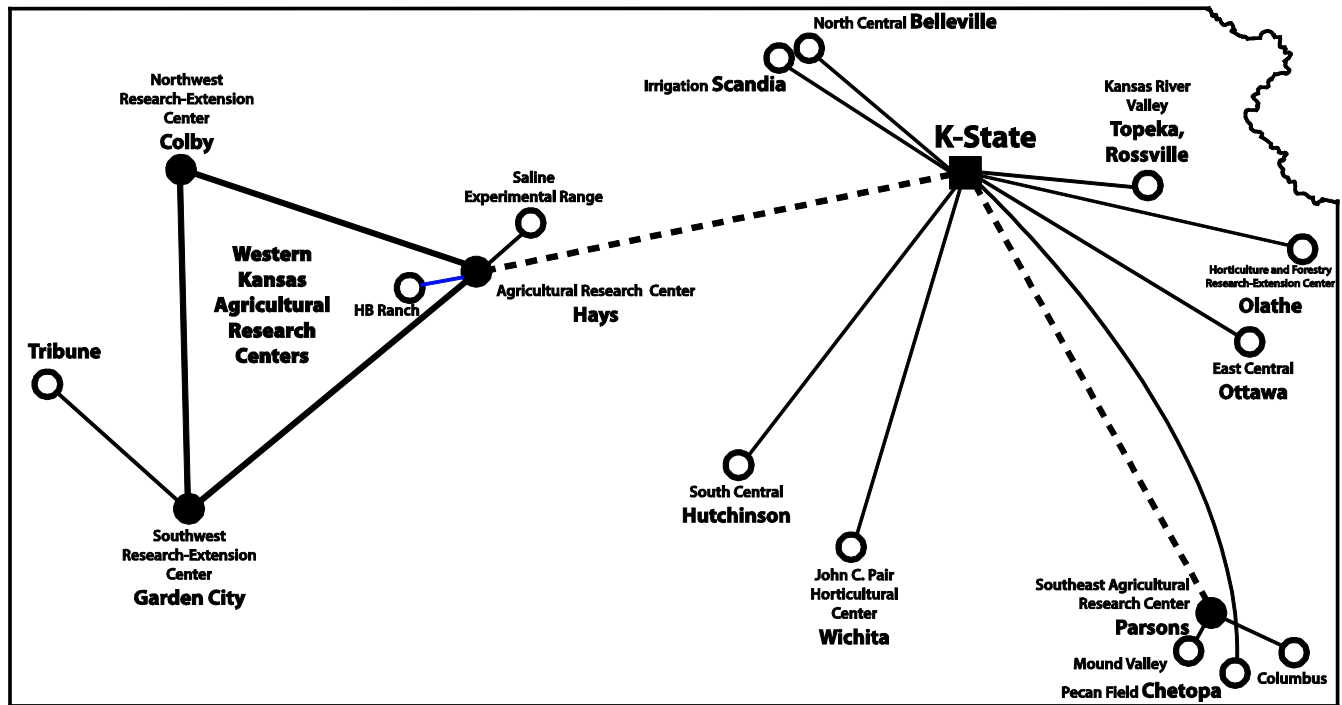 North Central Belleville
Irrigation Scandia
Northwest
Research-Extension
Center
Colby
Kansas River
Valley
Topeka,
Rossville
K-State
Saline
Experimental Range
Western
Kansas
Agricultural
Research
Centers
HB Ranch
Agricultural Research Center
Hays
Horticulture and Forestry
Research-Extension Center
Olathe
Tribune
East Central
Ottawa
South Central
Hutchinson
Southwest
Research-Extension
Center
Garden City
John C. Pair
Horticultural
Center
Wichita
Southeast Agricultural
Research Center
Parsons
Mound Valley
Columbus
Pecan Field Chetopa